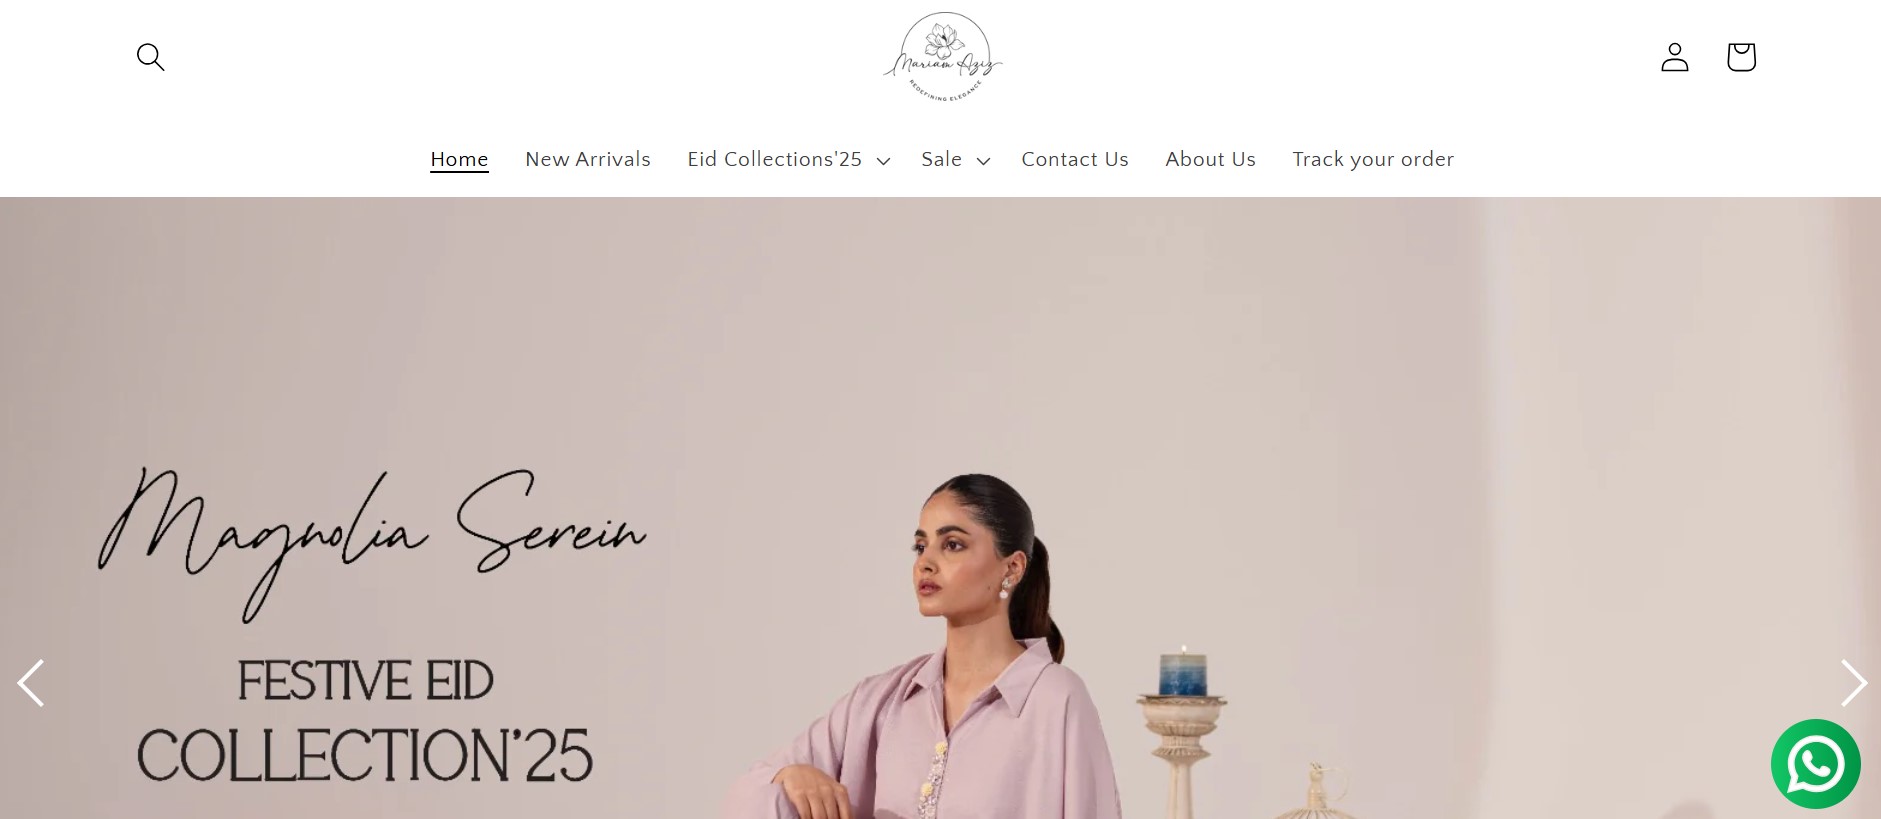 Mariam Aziz
REDEFINING ELEGANCE
Home New Arrivals Eid Collections'25 Sale Contact Us About Us Track your order
Magnolia Serein
FESTIVE EID
COLLECTION'25